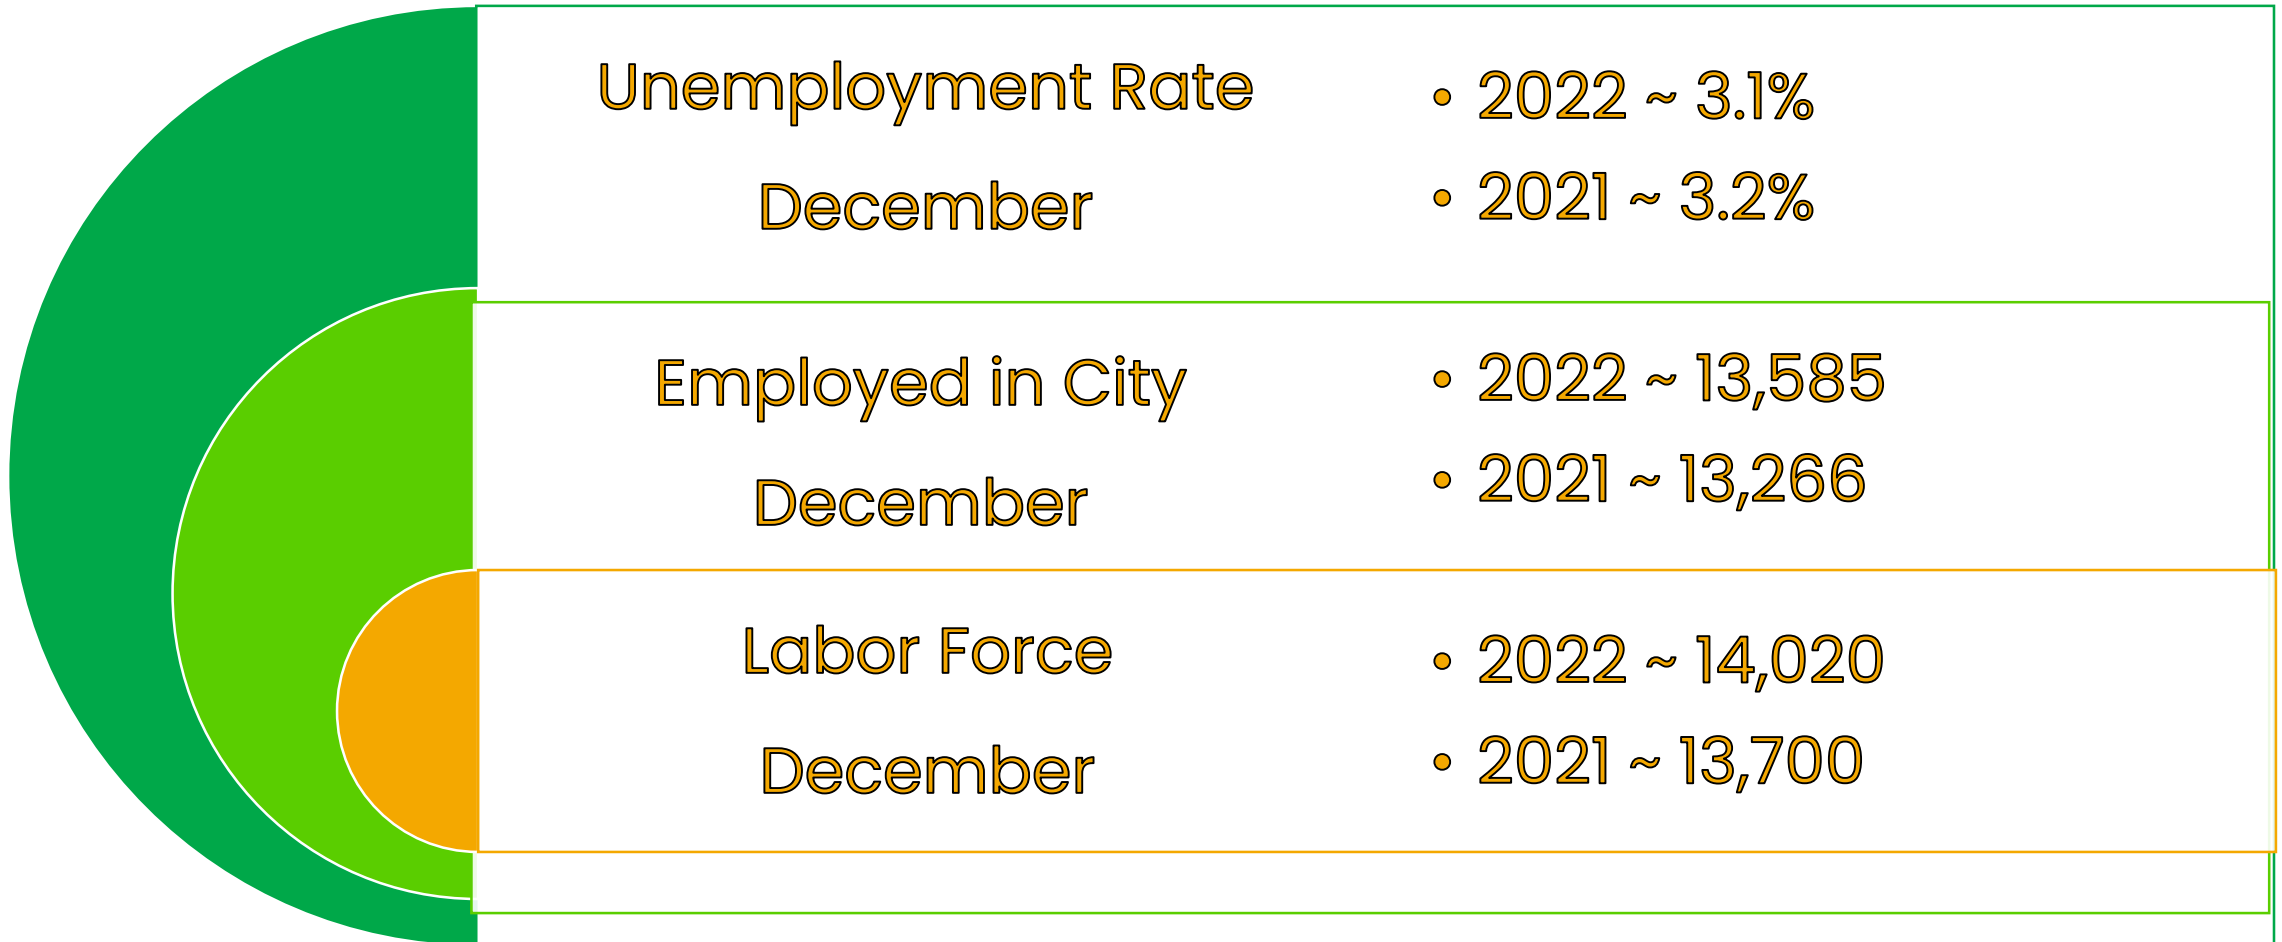 Unemployment Rate
December
• 2022 ~ 3.1%
• 2021 ~ 3.2%
Employed in City
December
• 2022 ~ 13,585
• 2021 ~ 13,266
Labor Force
December
• 2022 ~ 14,020
• 2021 ~ 13,700